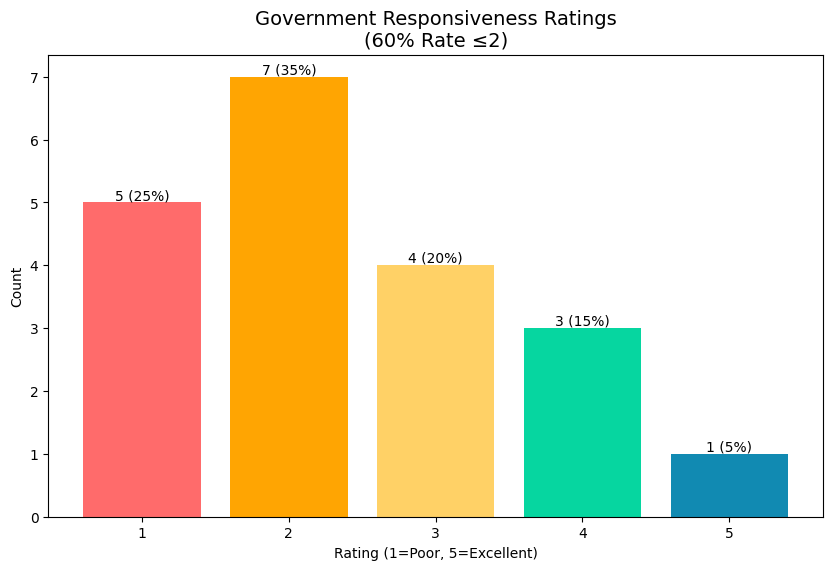 Government Responsiveness Ratings
(60% Rate ≤2)
7 (35%)
5 (25%)
4 (20%)
3 (15%)
1 (5%)
7
6
5
4
3
2
1
0
Count
1 2 3 4 5
Rating (1=Poor, 5=Excellent)